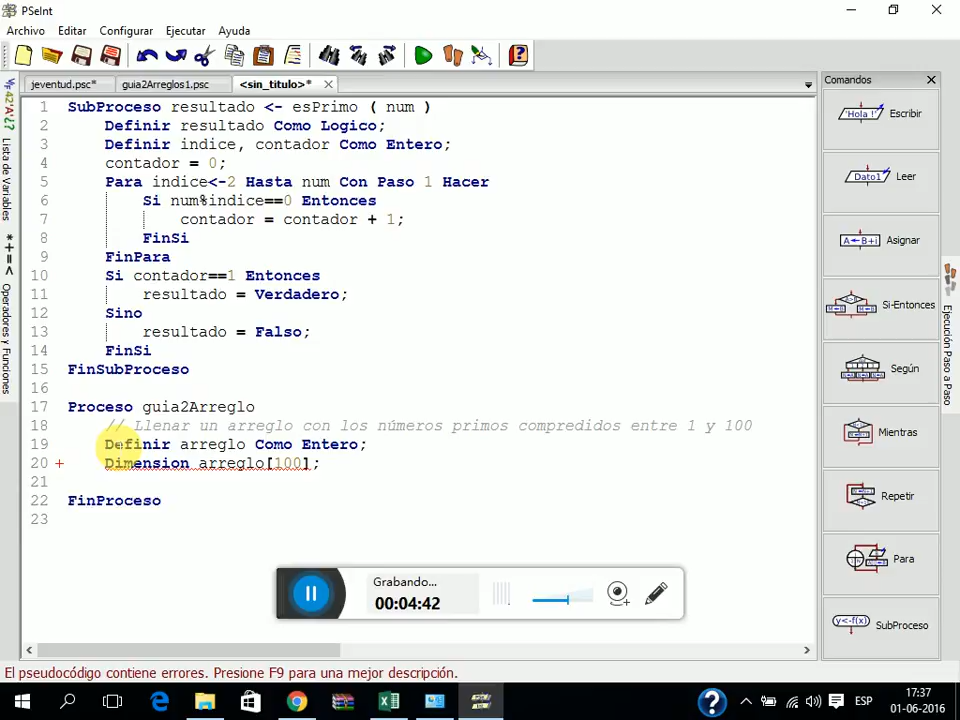 PSeInt
Archivo Editar Configurar Ejecutar Ayuda
jeventud.psc* guia2Arreglos1.psc <sin_titulo>*
Comandos
1 SubProceso resultado <- esPrimo ( num )
2 Definir resultado Como Logico;
3 Definir indice, contador Como Entero;
4 contador = 0;
5 Para indice<-2 Hasta num Con Paso 1 Hacer
6 Si num%indice==0 Entonces
7 contador = contador + 1;
8 FinSi
9 FinPara
10 Si contador==1 Entonces
11 resultado = Verdadero;
12 Sino
13 resultado = Falso;
14 FinSi
15 FinSubProceso
16
17 Proceso guia2Arreglo
18 // Llenar un arreglo con los números primos compredidos entre 1 y 100
19 Definir arreglo Como Entero;
20 + Dimension arreglo[100];
21
22 FinProceso
23
Lista de Variables
* + = < Operadores y Funciones
'Hola !' Escribir
Dato1 Leer
A←B+i Asignar
Si-Entonces
Según
Mientras
Repetir
Para
y<-f(x) SubProceso
Ejecución Paso a Paso
Grabando...
00:04:42
El pseudocódigo contiene errores. Presione F9 para una mejor descripción.
ESP
17:37
01-06-2016